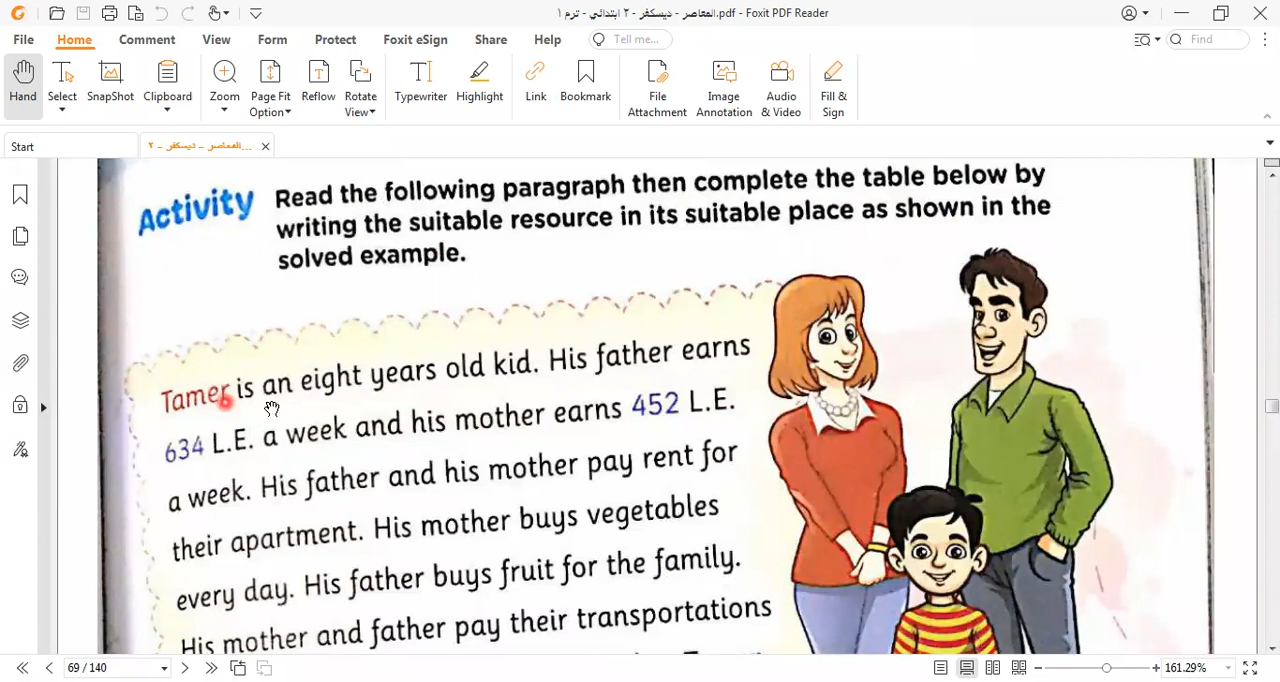 العاصر - ديسكفر - ٢ ابتدائي - ترم ١.pdf - Foxit PDF Reader
File Home Comment View Form Protect Foxit eSign Share Help Tell me... Find
Hand Select SnapShot Clipboard Zoom Page Fit Option Reflow Rotate View Typewriter Highlight Link Bookmark File Attachment Image Annotation Audio & Video Fill & Sign
Start العاصر - ديسكفر - ٢...
Activity Read the following paragraph then complete the table below by
writing the suitable resource in its suitable place as shown in the
solved example.
Tamer is an eight years old kid. His father earns
634 L.E. a week and his mother earns 452 L.E.
a week. His father and his mother pay rent for
their apartment. His mother buys vegetables
every day. His father buys fruit for the family.
His mother and father pay their transportations
69 / 140 161.29%